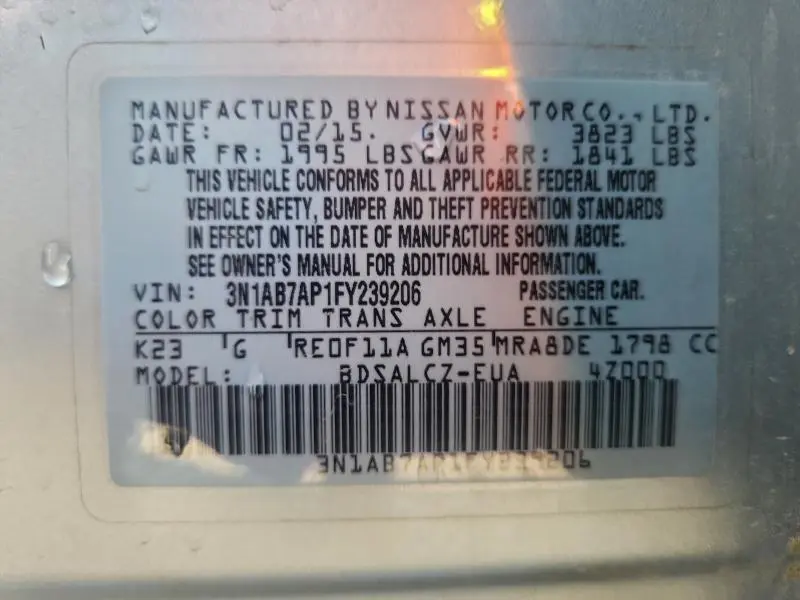 MANUFACTURED BY NISSAN MOTOR CO., LTD.
DATE: 02/15. GVWR: 3823 LBS
GAWR FR: 1995 LBS GAWR RR: 1841 LBS
THIS VEHICLE CONFORMS TO ALL APPLICABLE FEDERAL MOTOR
VEHICLE SAFETY, BUMPER AND THEFT PREVENTION STANDARDS
IN EFFECT ON THE DATE OF MANUFACTURE SHOWN ABOVE.
SEE OWNER'S MANUAL FOR ADDITIONAL INFORMATION.
VIN: 3N1AB7AP1FY239206 PASSENGER CAR.
COLOR TRIM TRANS AXLE ENGINE
K23 G RE0F11A GM35 MRA8DE 1798 CC
MODEL: BDSALCZ-EUA 4Z000
3N1AB7AP1FY239206